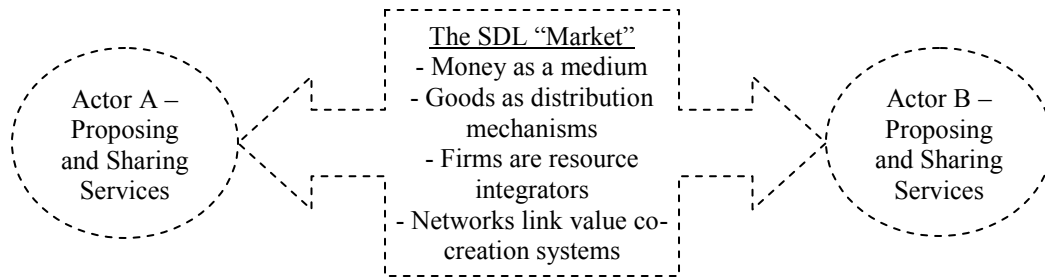 Actor A –
Proposing
and Sharing
Services
The SDL “Market”
- Money as a medium
- Goods as distribution
mechanisms
- Firms are resource
integrators
- Networks link value co-
creation systems
Actor B –
Proposing
and Sharing
Services